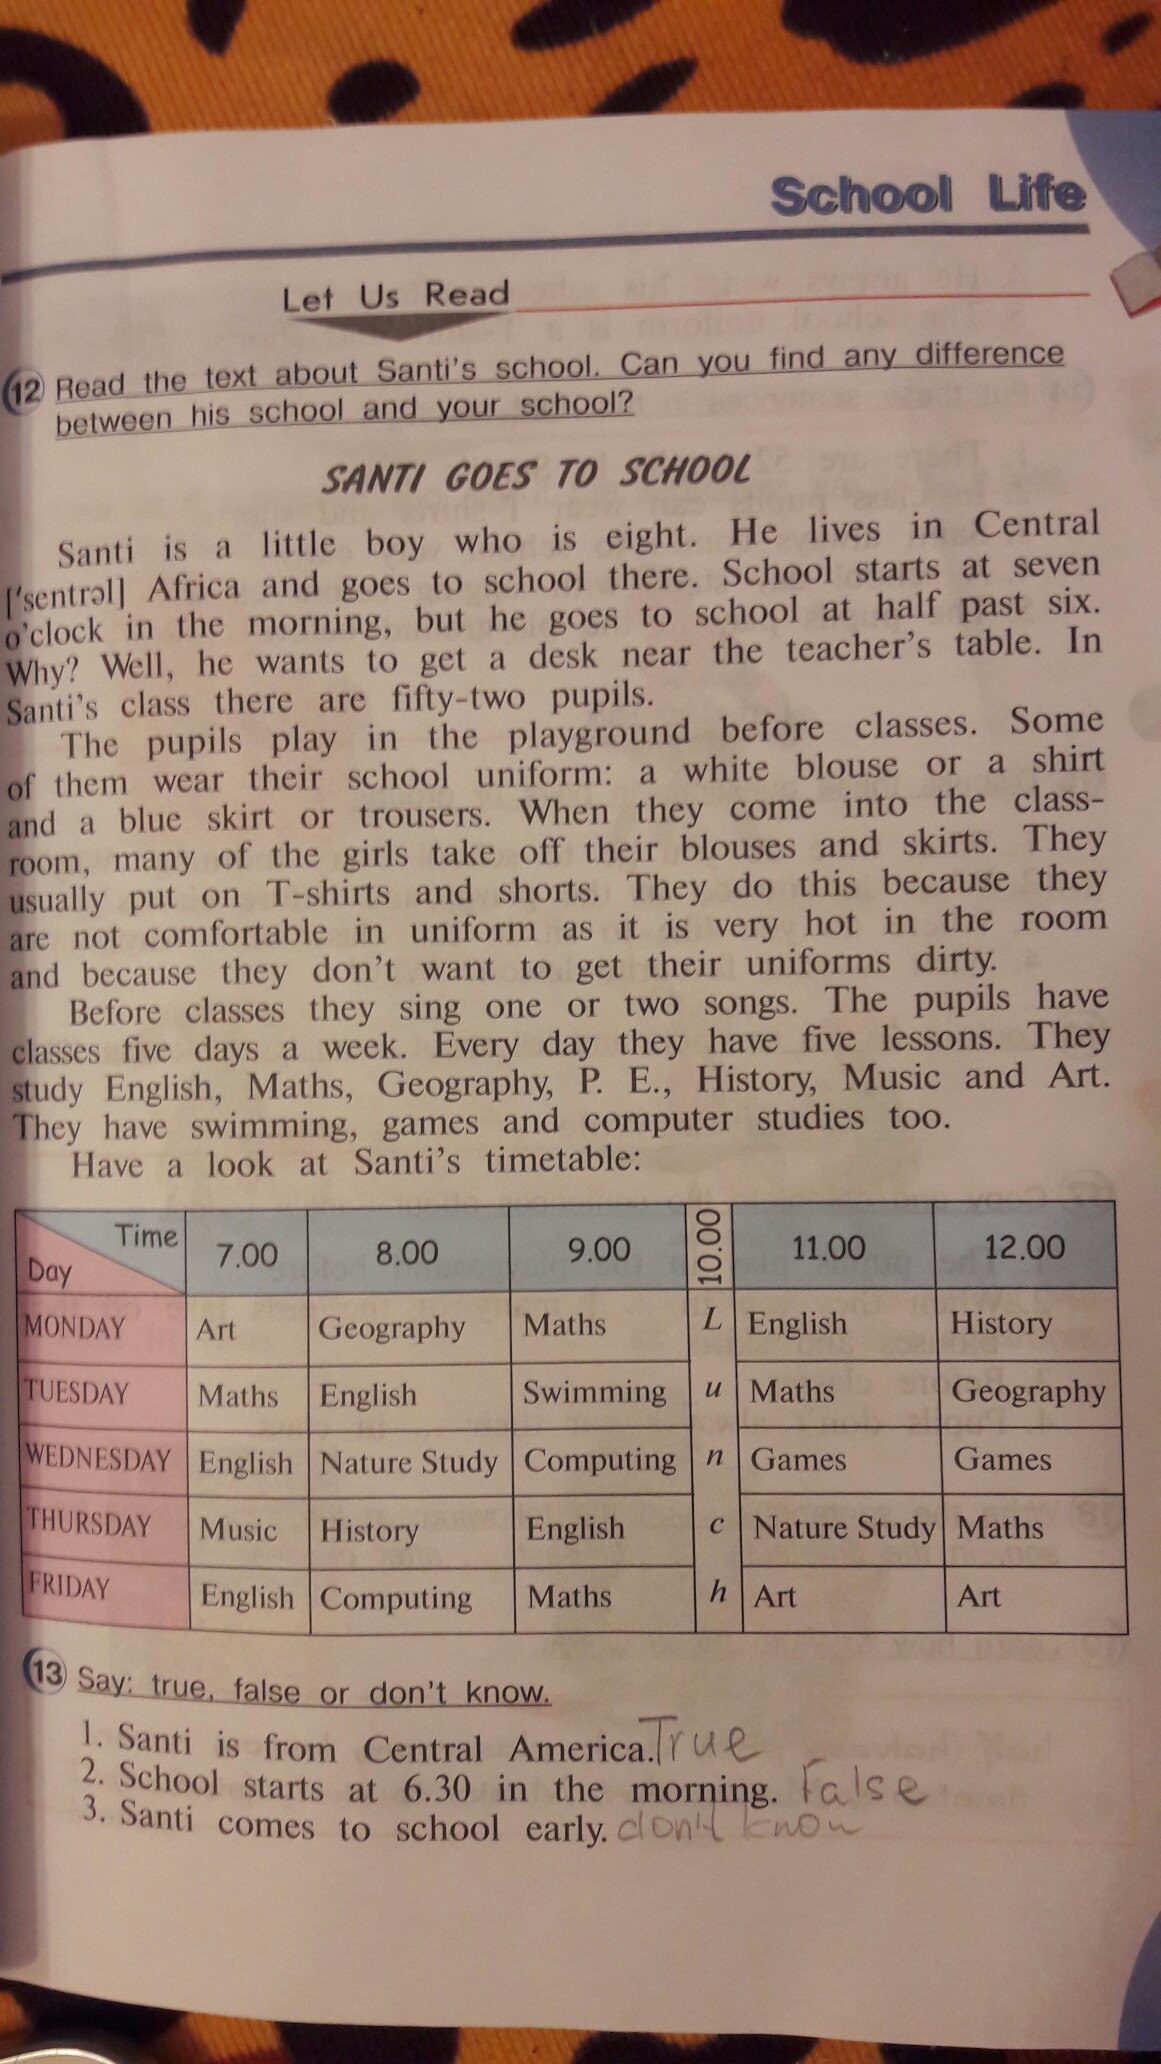 School Life
Let Us Read
12 Read the text about Santi's school. Can you find any difference
between his school and your school?
SANTI GOES TO SCHOOL
Santi is a little boy who is eight. He lives in Central
['sentrəl] Africa and goes to school there. School starts at seven
o'clock in the morning, but he goes to school at half past six.
Why? Well, he wants to get a desk near the teacher's table. In
Santi's class there are fifty-two pupils.
The pupils play in the playground before classes. Some
of them wear their school uniform: a white blouse or a shirt
and a blue skirt or trousers. When they come into the class-
room, many of the girls take off their blouses and skirts. They
usually put on T-shirts and shorts. They do this because they
are not comfortable in uniform as it is very hot in the room
and because they don't want to get their uniforms dirty.
Before classes they sing one or two songs. The pupils have
classes five days a week. Every day they have five lessons. They
study English, Maths, Geography, P. E., History, Music and Art.
They have swimming, games and computer studies too.
Have a look at Santi's timetable:
Time
Day 7.00 8.00 9.00 10.00 11.00 12.00
MONDAY Art Geography Maths L English History
TUESDAY Maths English Swimming u Maths Geography
WEDNESDAY English Nature Study Computing n Games Games
THURSDAY Music History English c Nature Study Maths
FRIDAY English Computing Maths h Art Art
13 Say: true, false or don't know.
1. Santi is from Central America. True
2. School starts at 6.30 in the morning. False
3. Santi comes to school early. don't know